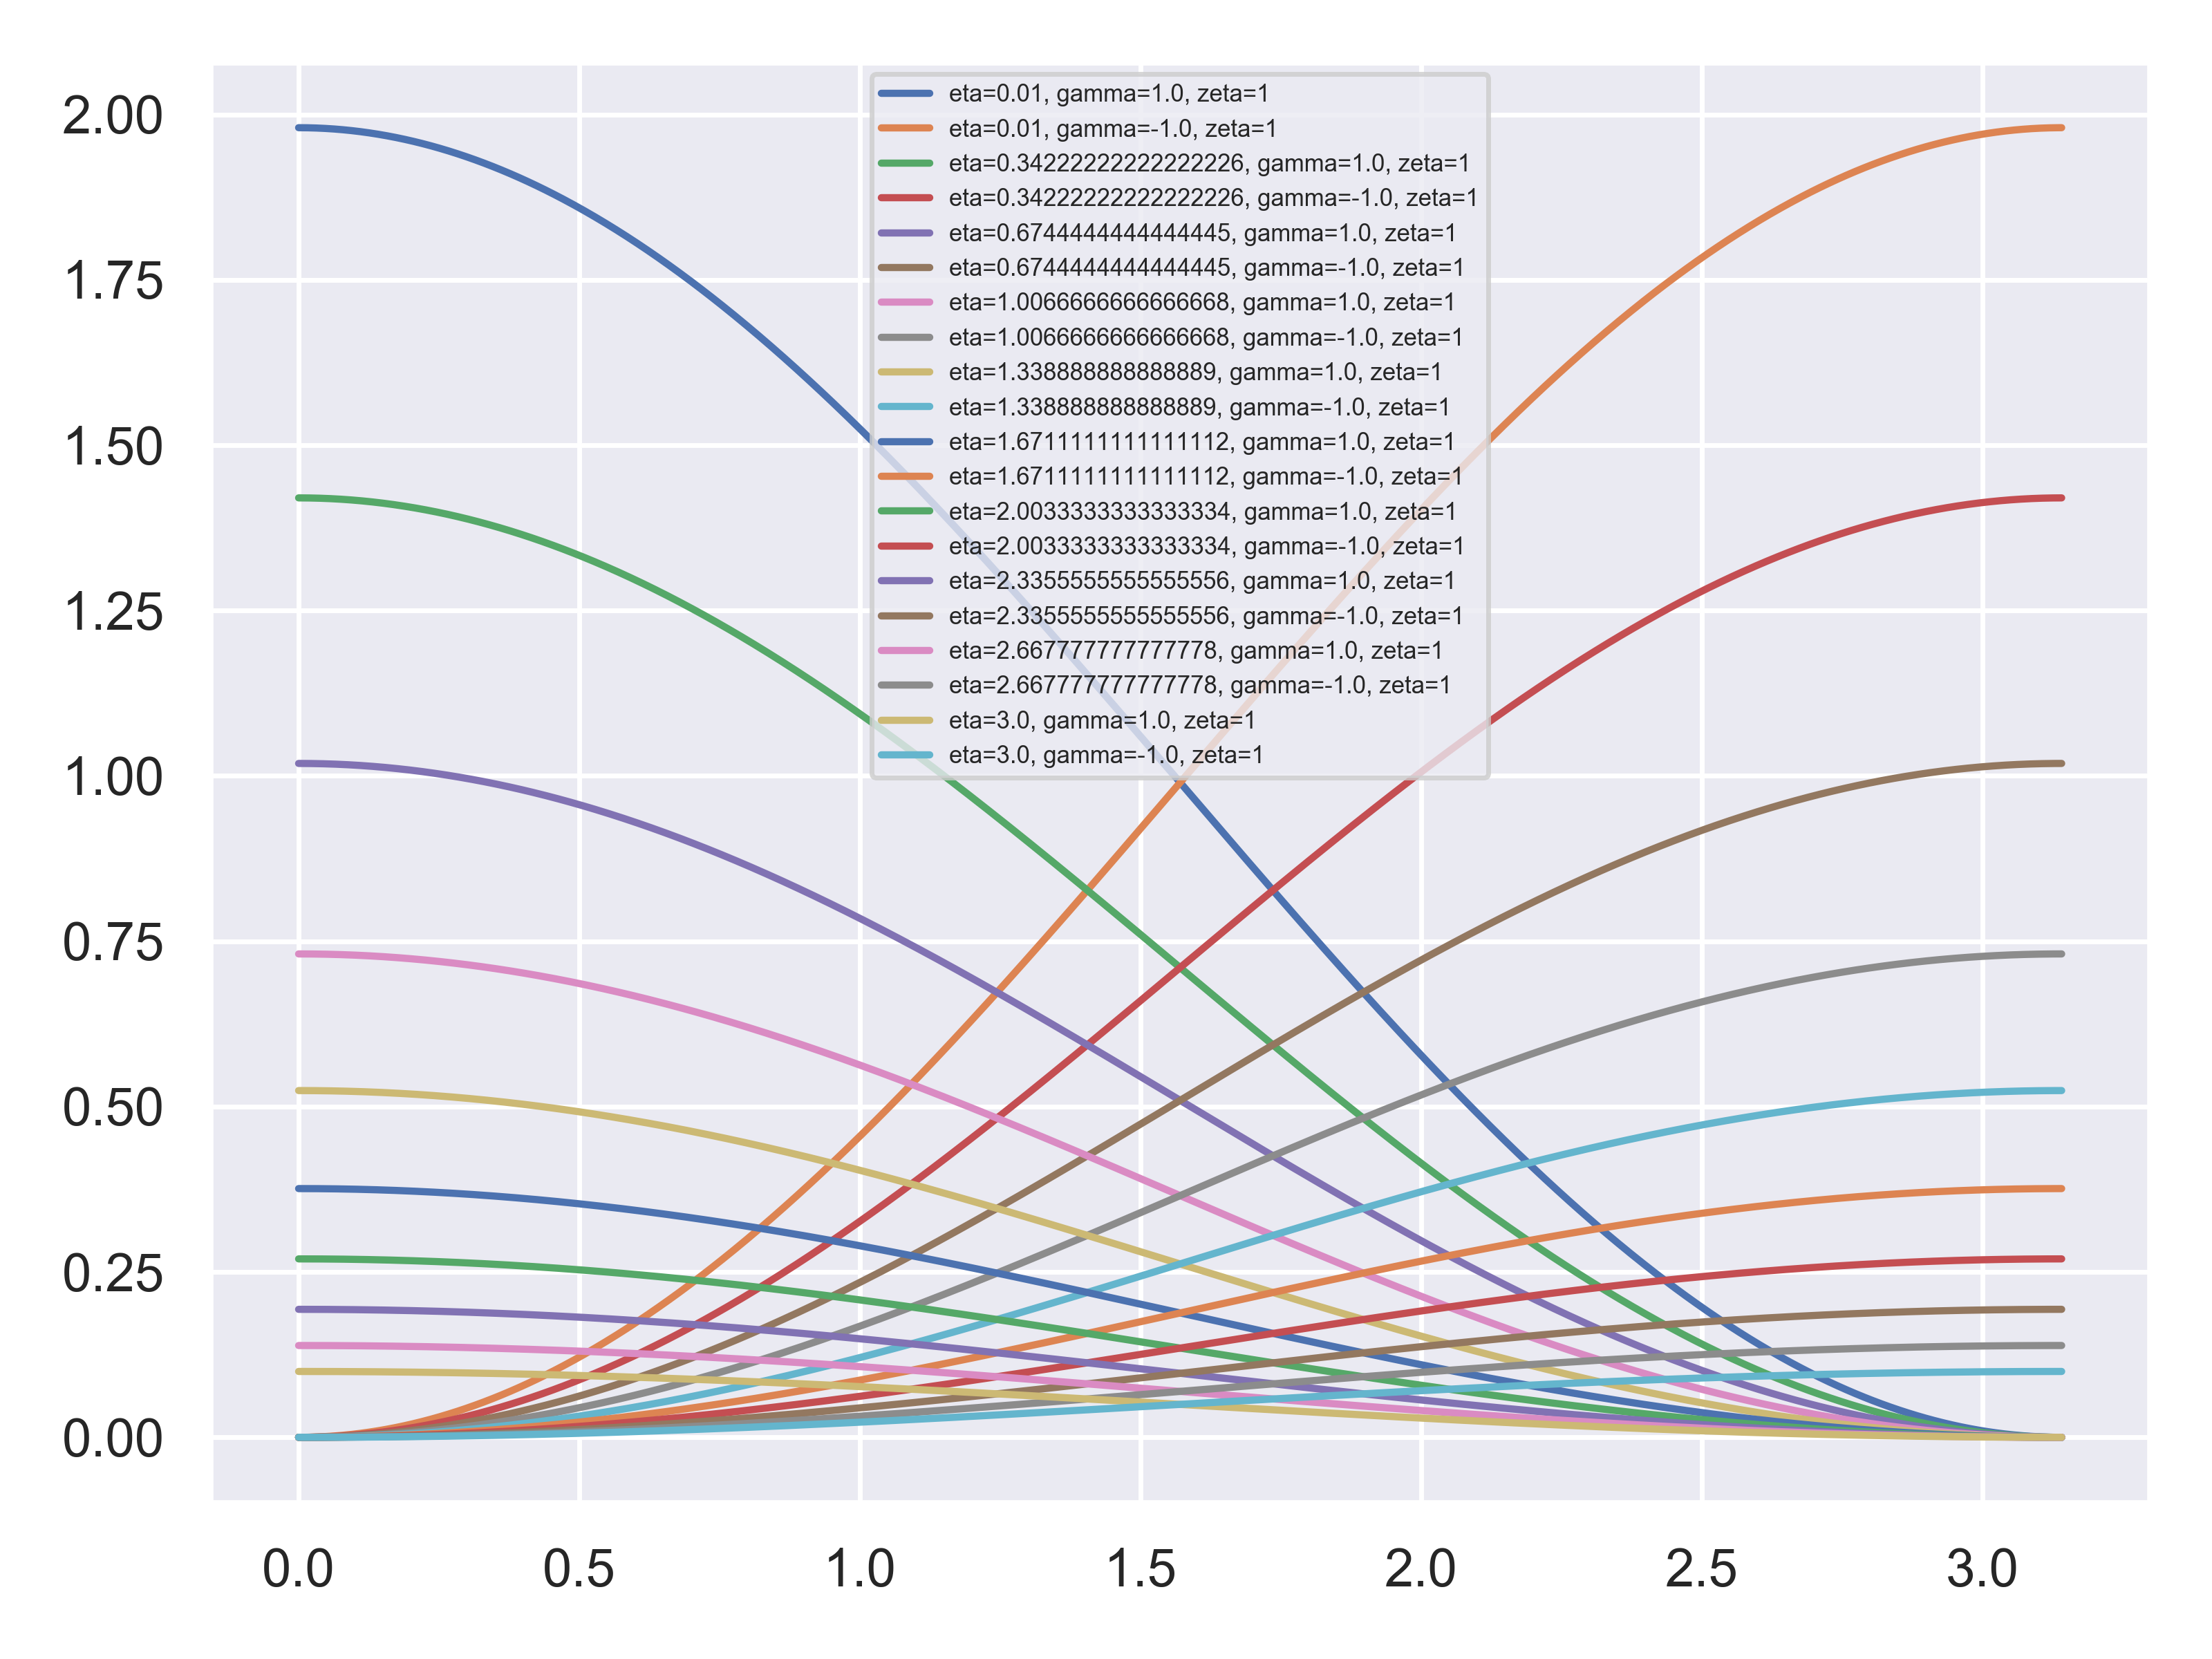 2.00
1.75
1.50
1.25
1.00
0.75
0.50
0.25
0.00
eta=0.01, gamma=1.0, zeta=1
eta=0.01, gamma=-1.0, zeta=1
eta=0.34222222222222226, gamma=1.0, zeta=1
eta=0.34222222222222226, gamma=-1.0, zeta=1
eta=0.6744444444444445, gamma=1.0, zeta=1
eta=0.6744444444444445, gamma=-1.0, zeta=1
eta=1.0066666666666668, gamma=1.0, zeta=1
eta=1.0066666666666668, gamma=-1.0, zeta=1
eta=1.338888888888889, gamma=1.0, zeta=1
eta=1.338888888888889, gamma=-1.0, zeta=1
eta=1.6711111111111112, gamma=1.0, zeta=1
eta=1.6711111111111112, gamma=-1.0, zeta=1
eta=2.0033333333333334, gamma=1.0, zeta=1
eta=2.0033333333333334, gamma=-1.0, zeta=1
eta=2.3355555555555556, gamma=1.0, zeta=1
eta=2.3355555555555556, gamma=-1.0, zeta=1
eta=2.667777777777778, gamma=1.0, zeta=1
eta=2.667777777777778, gamma=-1.0, zeta=1
eta=3.0, gamma=1.0, zeta=1
eta=3.0, gamma=-1.0, zeta=1
0.0 0.5 1.0 1.5 2.0 2.5 3.0